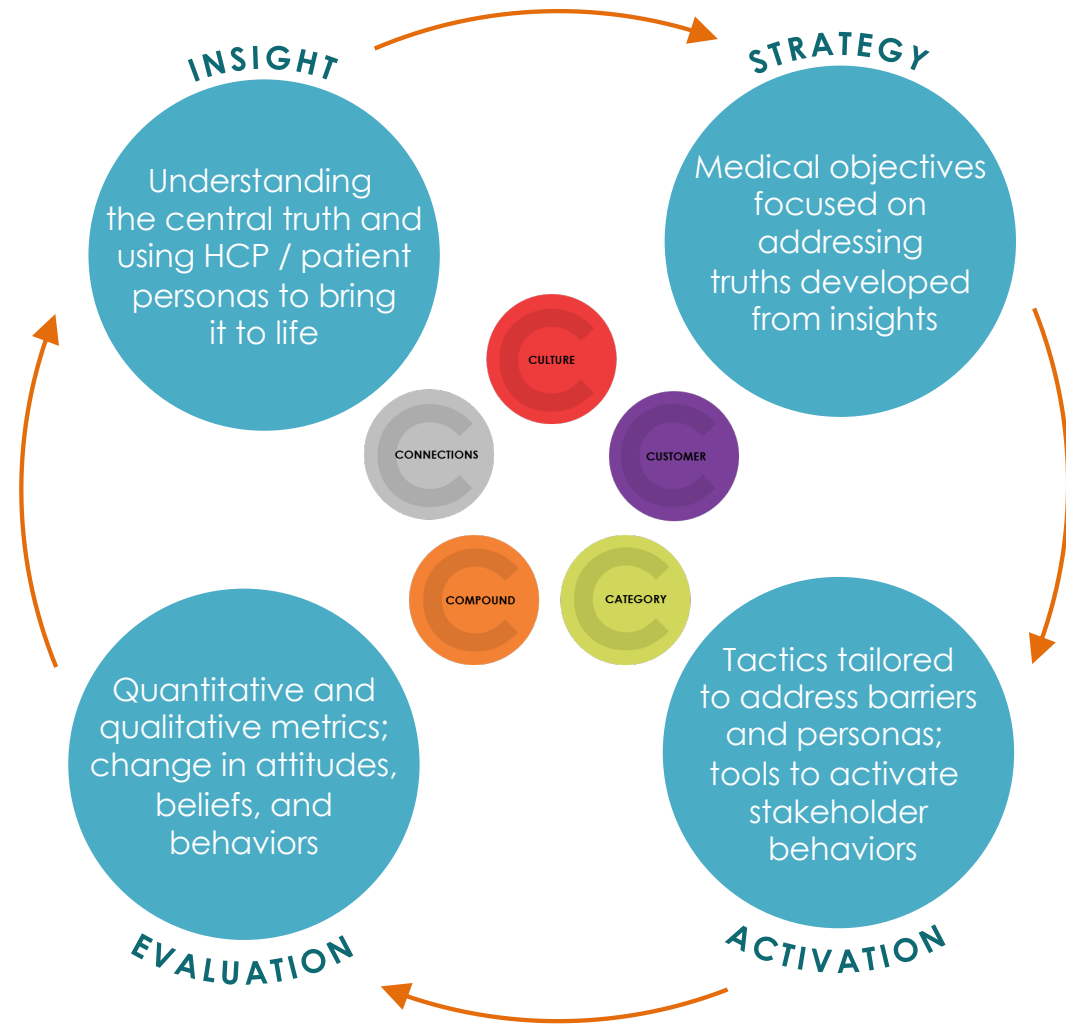 INSIGHT
Understanding
the central truth and
using HCP / patient
personas to bring
it to life
STRATEGY
Medical objectives
focused on
addressing
truths developed
from insights
CULTURE
CONNECTIONS
CUSTOMER
COMPOUND
CATEGORY
Quantitative and
qualitative metrics;
change in attitudes,
beliefs, and
behaviors
EVALUATION
Tactics tailored
to address barriers
and personas;
tools to activate
stakeholder
behaviors
ACTIVATION